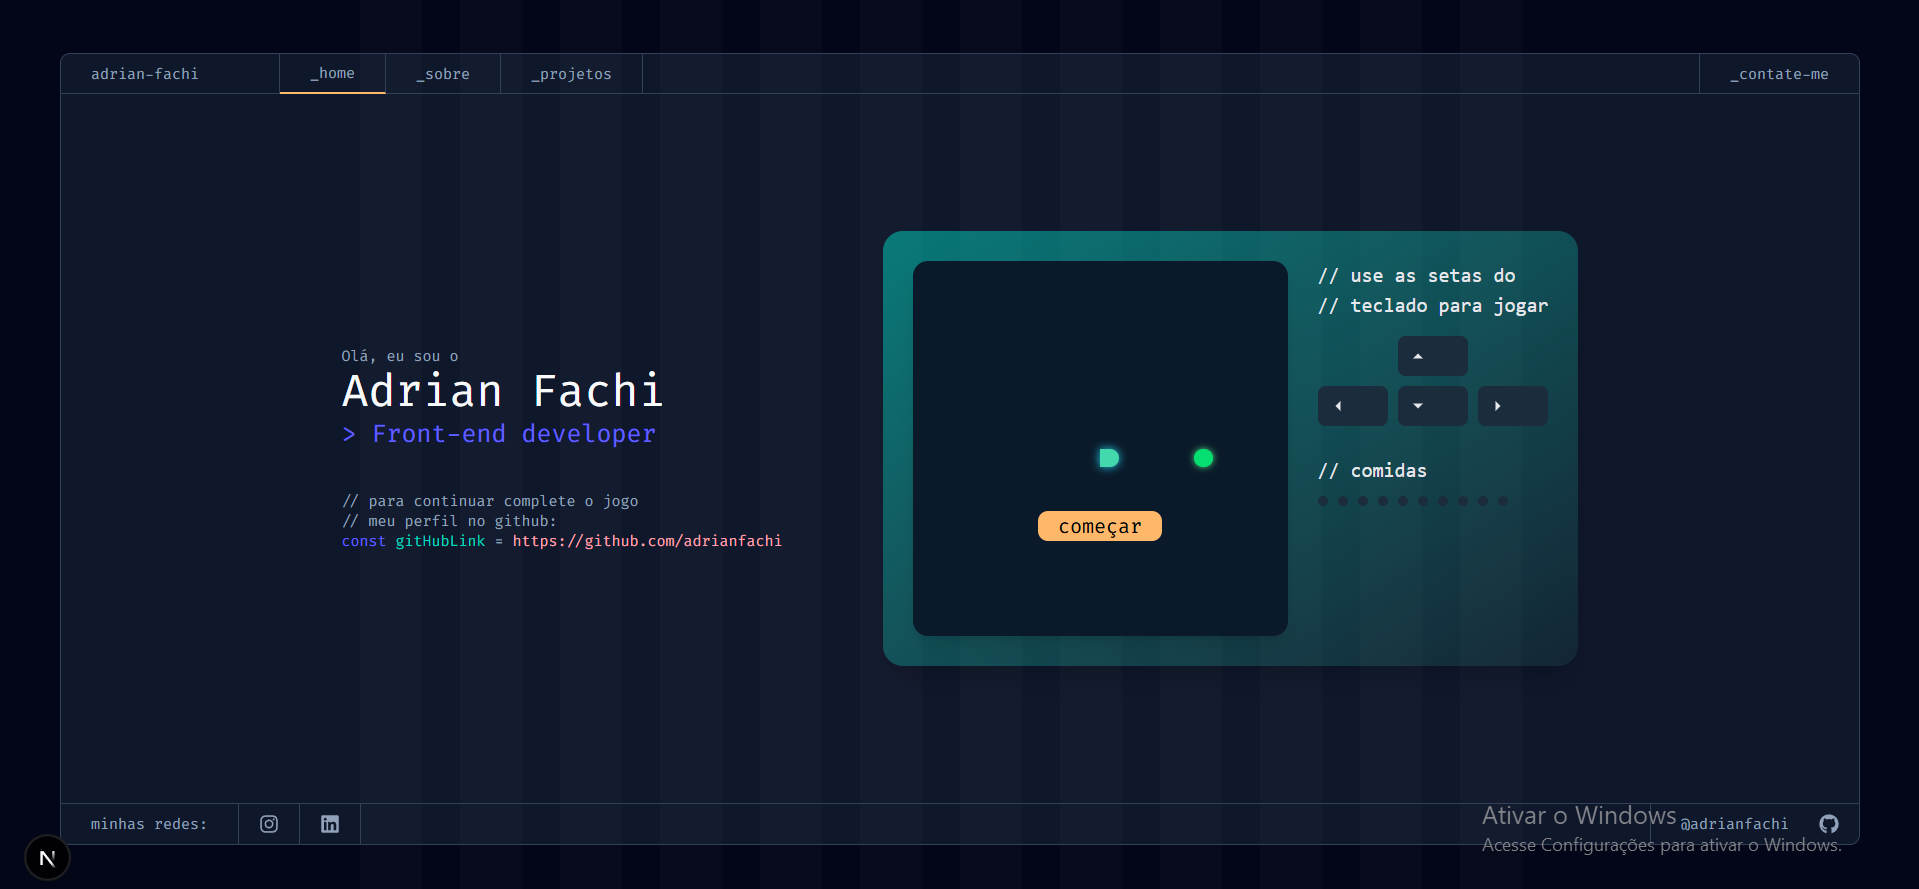 adrian-fachi
_home
_sobre
_projetos
_contate-me
Olá, eu sou o
Adrian Fachi
> Front-end developer
// para continuar complete o jogo
// meu perfil no github:
const gitHubLink = https://github.com/adrianfachi
começar
// use as setas do
// teclado para jogar
// comidas
minhas redes:
@adrianfachi
Ativar o Windows
Acesse Configurações para ativar o Windows.
N